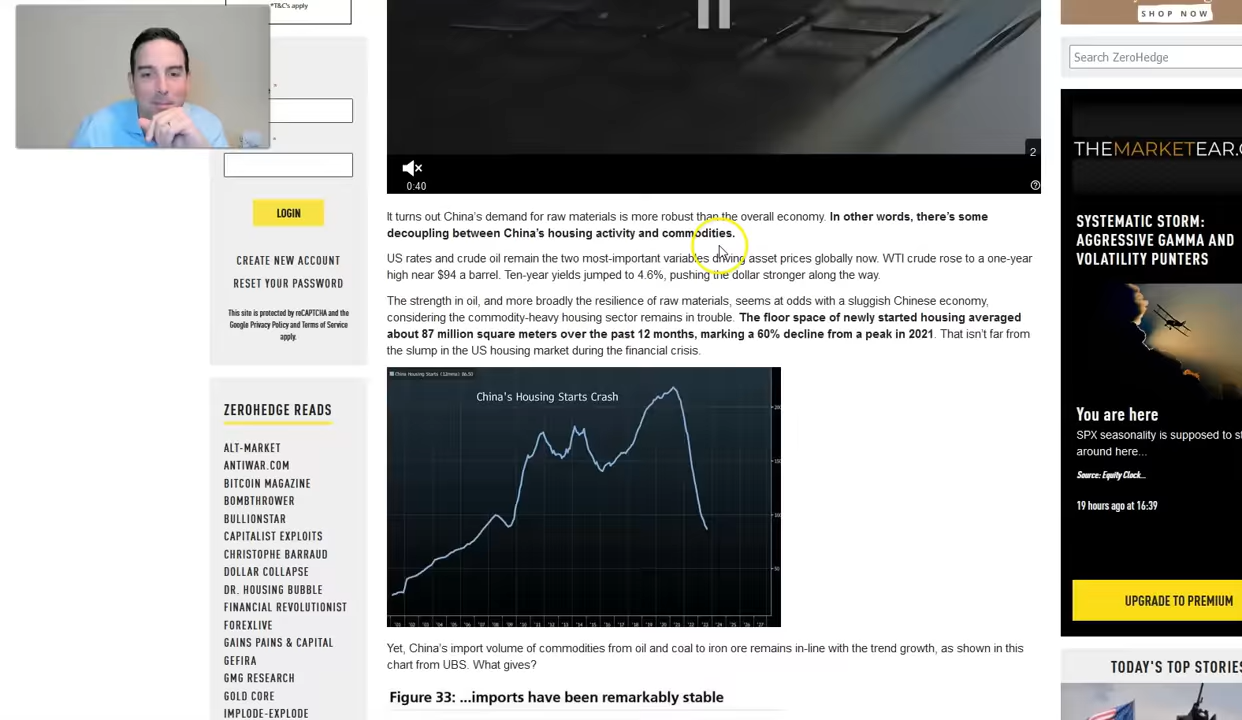 *T&C's apply
SHOP NOW
Search ZeroHedge
*
*
LOGIN
CREATE NEW ACCOUNT
RESET YOUR PASSWORD
This site is protected by reCAPTCHA and the
Google Privacy Policy and Terms of Service
apply.
ZEROHEDGE READS
ALT-MARKET
ANTIWAR.COM
BITCOIN MAGAZINE
BOMBTHROWER
BULLIONSTAR
CAPITALIST EXPLOITS
CHRISTOPHE BARRAUD
DOLLAR COLLAPSE
DR. HOUSING BUBBLE
FINANCIAL REVOLUTIONIST
FOREXLIVE
GAINS PAINS & CAPITAL
GEFIRA
GMG RESEARCH
GOLD CORE
IMPLODE-EXPLODE
2
0:40
It turns out China's demand for raw materials is more robust than the overall economy. In other words, there's some
decoupling between China's housing activity and commodities.
US rates and crude oil remain the two most-important variables driving asset prices globally now. WTI crude rose to a one-year
high near $94 a barrel. Ten-year yields jumped to 4.6%, pushing the dollar stronger along the way.
The strength in oil, and more broadly the resilience of raw materials, seems at odds with a sluggish Chinese economy,
considering the commodity-heavy housing sector remains in trouble. The floor space of newly started housing averaged
about 87 million square meters over the past 12 months, marking a 60% decline from a peak in 2021. That isn't far from
the slump in the US housing market during the financial crisis.
China's Housing Starts Crash
Yet, China's import volume of commodities from oil and coal to iron ore remains in-line with the trend growth, as shown in this
chart from UBS. What gives?
Figure 33: ...imports have been remarkably stable
THEMARKETEAR.C
SYSTEMATIC STORM:
AGGRESSIVE GAMMA AND
VOLATILITY PUNTERS
You are here
SPX seasonality is supposed to st
around here...
Source: Equity Clock...
19 hours ago at 16:39
UPGRADE TO PREMIUM
TODAY'S TOP STORIES